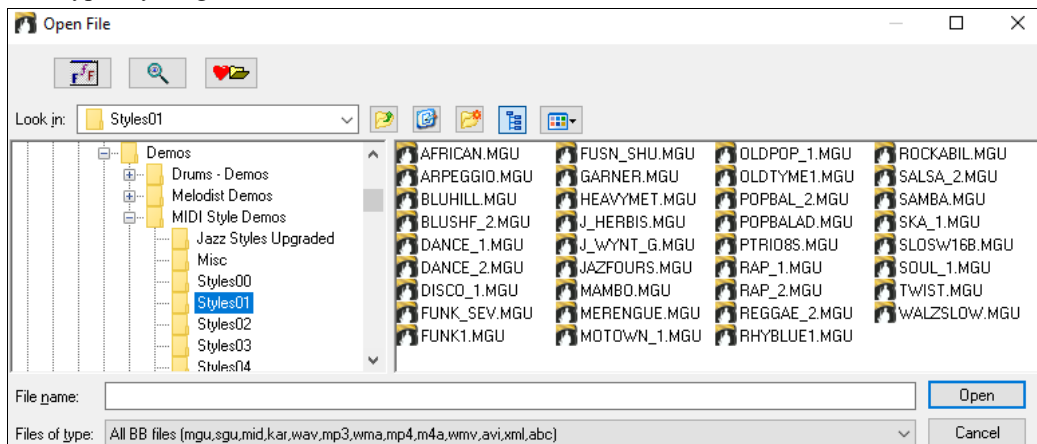 Open File
Look in: Styles01
Demos
Drums - Demos
Melodist Demos
MIDI Style Demos
Jazz Styles Upgraded
Misc
Styles00
Styles01
Styles02
Styles03
Styles04
AFRICAN.MGU
ARPEGGIO.MGU
BLUHILL.MGU
BLUSHF_2.MGU
DANCE_1.MGU
DANCE_2.MGU
DISCO_1.MGU
FUNK_SEV.MGU
FUNK1.MGU
FUSN_SHU.MGU
GARNER.MGU
HEAVYMET.MGU
J_HERBIS.MGU
J_WYNT_G.MGU
JAZFOURS.MGU
MAMBO.MGU
MERENGUE.MGU
MOTOWN_1.MGU
OLDPOP_1.MGU
OLDTYME1.MGU
POPBAL_2.MGU
POPBALAD.MGU
PTRIO8S.MGU
RAP_1.MGU
RAP_2.MGU
REGGAE_2.MGU
RHYBLUE1.MGU
ROCKABIL.MGU
SALSA_2.MGU
SAMBA.MGU
SKA_1.MGU
SLOSW16B.MGU
SOUL_1.MGU
TWIST.MGU
WALZSLOW.MGU
File name:
Open
Files of type: All BB files (mgu,sgu,mid,kar,wav,mp3,wma,mp4,m4a,wmv,avi,xml,abc)
Cancel